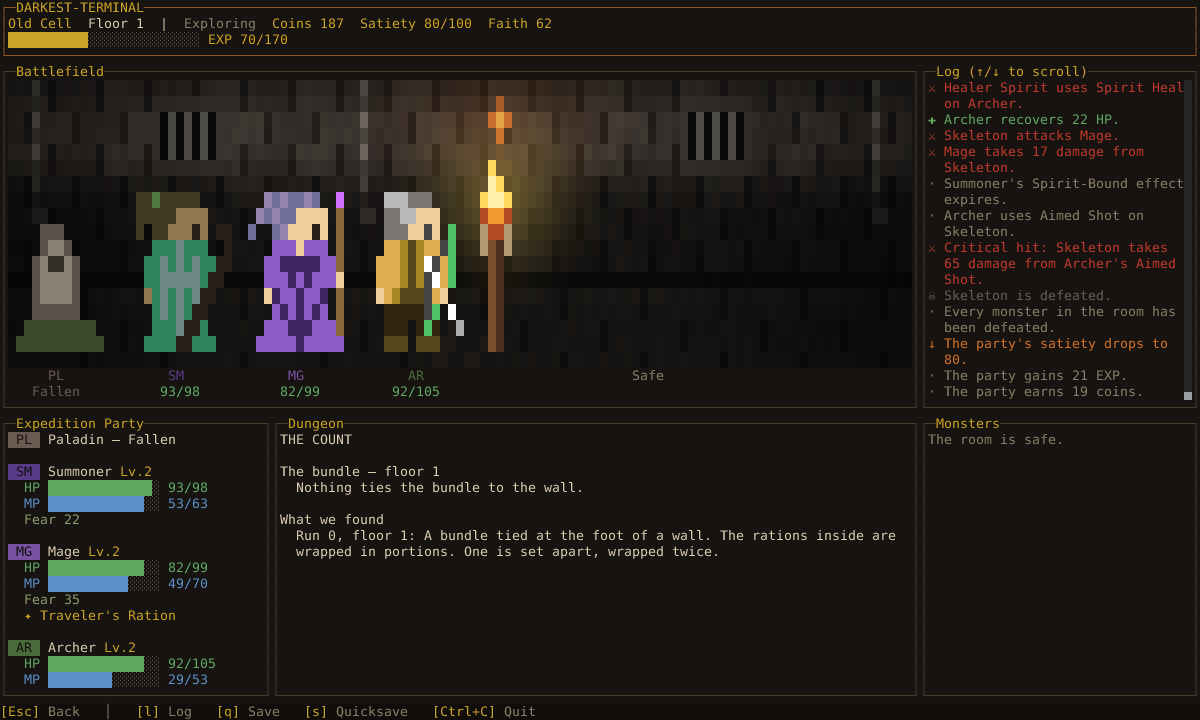 DARKEST-TERMINAL
Old Cell  Floor 1  |  Exploring  Coins 187  Satiety 80/100  Faith 62
EXP 70/170
Battlefield
PL  SM  MG  AR  Safe
Fallen  93/98  82/99  92/105
Log (↑/↓ to scroll)
⚔ Healer Spirit uses Spirit Heal
on Archer.
✚ Archer recovers 22 HP.
⚔ Skeleton attacks Mage.
⚔ Mage takes 17 damage from
Skeleton.
· Summoner's Spirit-Bound effect
expires.
· Archer uses Aimed Shot on
Skeleton.
⚔ Critical hit: Skeleton takes
65 damage from Archer's Aimed
Shot.
☠ Skeleton is defeated.
· Every monster in the room has
been defeated.
↓ The party's satiety drops to
80.
· The party gains 21 EXP.
· The party earns 19 coins.
Expedition Party
PL Paladin — Fallen
SM Summoner Lv.2
HP 93/98
MP 53/63
Fear 22
MG Mage Lv.2
HP 82/99
MP 49/70
Fear 35
✦ Traveler's Ration
AR Archer Lv.2
HP 92/105
MP 29/53
Dungeon
THE COUNT
The bundle — floor 1
Nothing ties the bundle to the wall.
What we found
Run 0, floor 1: A bundle tied at the foot of a wall. The rations inside are
wrapped in portions. One is set apart, wrapped twice.
Monsters
The room is safe.
[Esc] Back  │  [l] Log  [q] Save  [s] Quicksave  [Ctrl+C] Quit